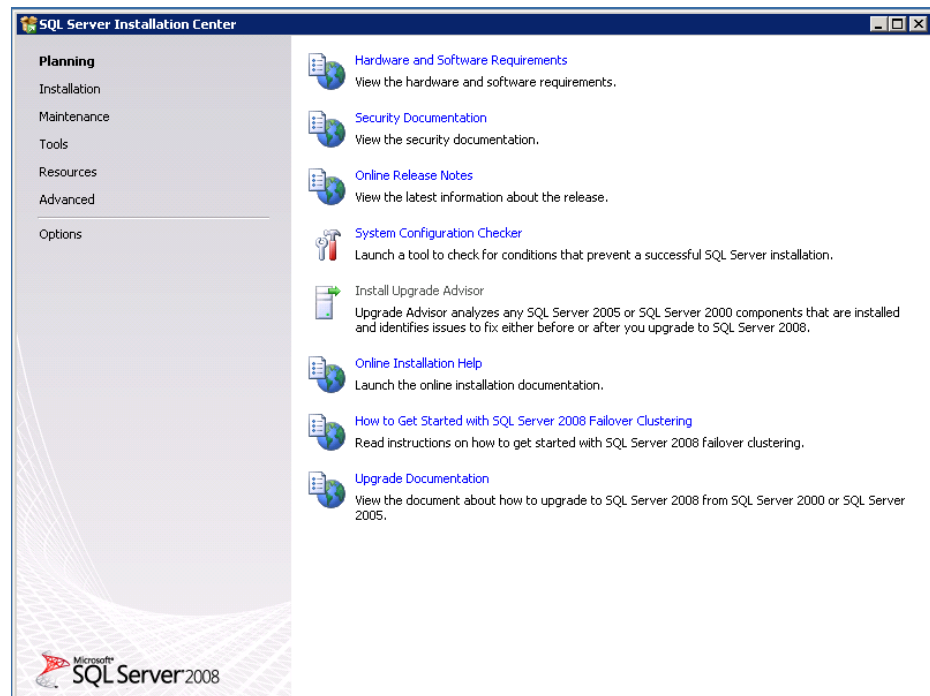 SQL Server Installation Center
Planning
Installation
Maintenance
Tools
Resources
Advanced
Options
Hardware and Software Requirements
View the hardware and software requirements.
Security Documentation
View the security documentation.
Online Release Notes
View the latest information about the release.
System Configuration Checker
Launch a tool to check for conditions that prevent a successful SQL Server installation.
Install Upgrade Advisor
Upgrade Advisor analyzes any SQL Server 2005 or SQL Server 2000 components that are installed
and identifies issues to fix either before or after you upgrade to SQL Server 2008.
Online Installation Help
Launch the online installation documentation.
How to Get Started with SQL Server 2008 Failover Clustering
Read instructions on how to get started with SQL Server 2008 failover clustering.
Upgrade Documentation
View the document about how to upgrade to SQL Server 2008 from SQL Server 2000 or SQL Server
2005.
Microsoft
SQL Server 2008